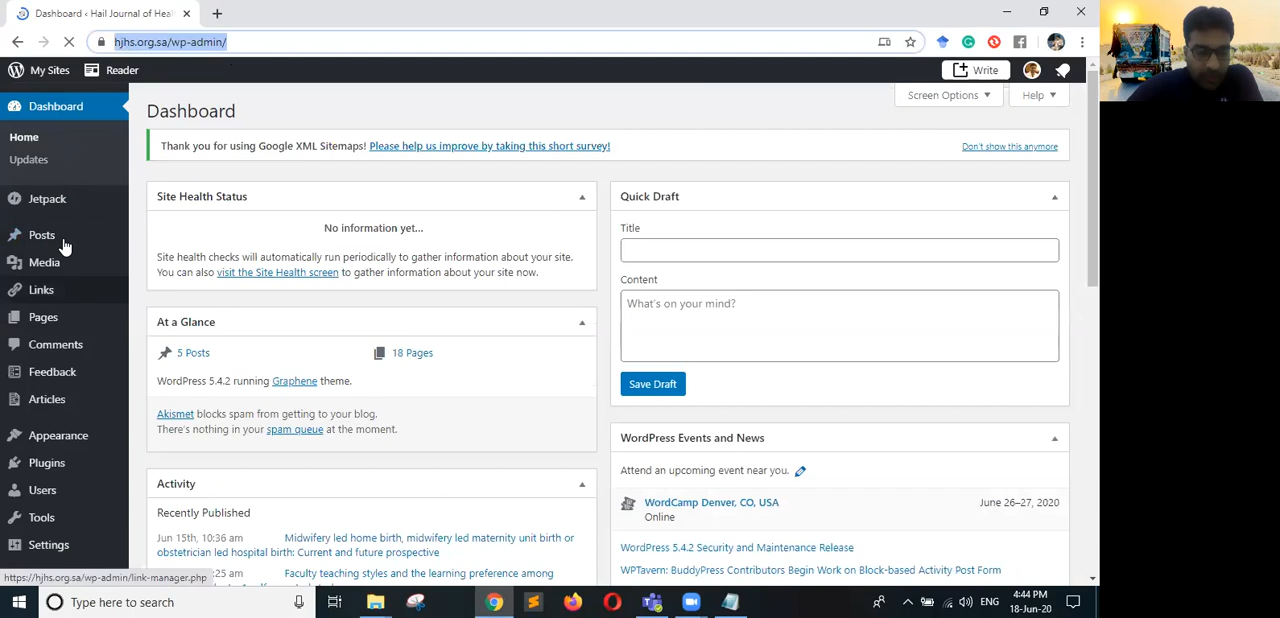 Dashboard ‹ Hail Journal of Heal
hjhs.org.sa/wp-admin/
My Sites
Reader
Write
Dashboard
Home
Updates
Jetpack
Posts
Media
Links
Pages
Comments
Feedback
Articles
Appearance
Plugins
Users
Tools
Settings
Dashboard
Screen Options
Help
Thank you for using Google XML Sitemaps! Please help us improve by taking this short survey!
Don't show this anymore
Site Health Status
No information yet...
Site health checks will automatically run periodically to gather information about your site.
You can also visit the Site Health screen to gather information about your site now.
At a Glance
5 Posts
18 Pages
WordPress 5.4.2 running Graphene theme.
Akismet blocks spam from getting to your blog.
There's nothing in your spam queue at the moment.
Activity
Recently Published
Jun 15th, 10:36 am
Midwifery led home birth, midwifery led maternity unit birth or
obstetrician led hospital birth: Current and future prospective
:25 am
Faculty teaching styles and the learning preference among
Quick Draft
Title
Content
What's on your mind?
Save Draft
WordPress Events and News
Attend an upcoming event near you.
WordCamp Denver, CO, USA
June 26–27, 2020
Online
WordPress 5.4.2 Security and Maintenance Release
WPTavern: BuddyPress Contributors Begin Work on Block-based Activity Post Form
https://hjhs.org.sa/wp-admin/link-manager.php
Type here to search
ENG
4:44 PM
18-Jun-20